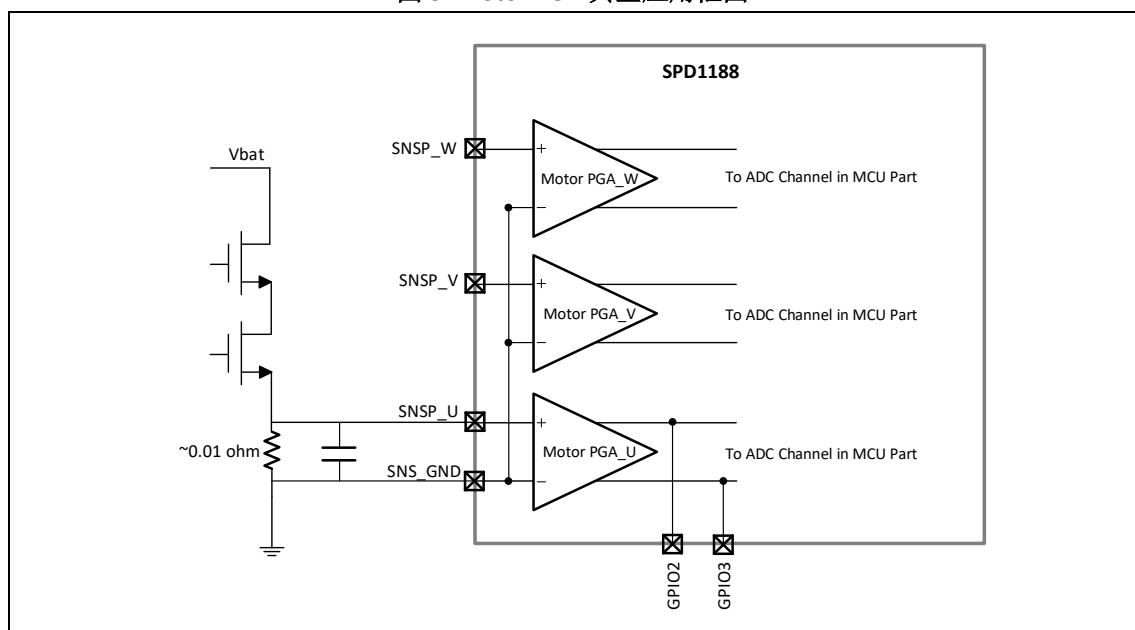 SPD1188
SNSP_W
Vbat
+
Motor PGA_W
−
To ADC Channel in MCU Part
SNSP_V
+
Motor PGA_V
−
To ADC Channel in MCU Part
SNSP_U
+
~0.01 ohm
Motor PGA_U
−
To ADC Channel in MCU Part
SNS_GND
GPIO2
GPIO3